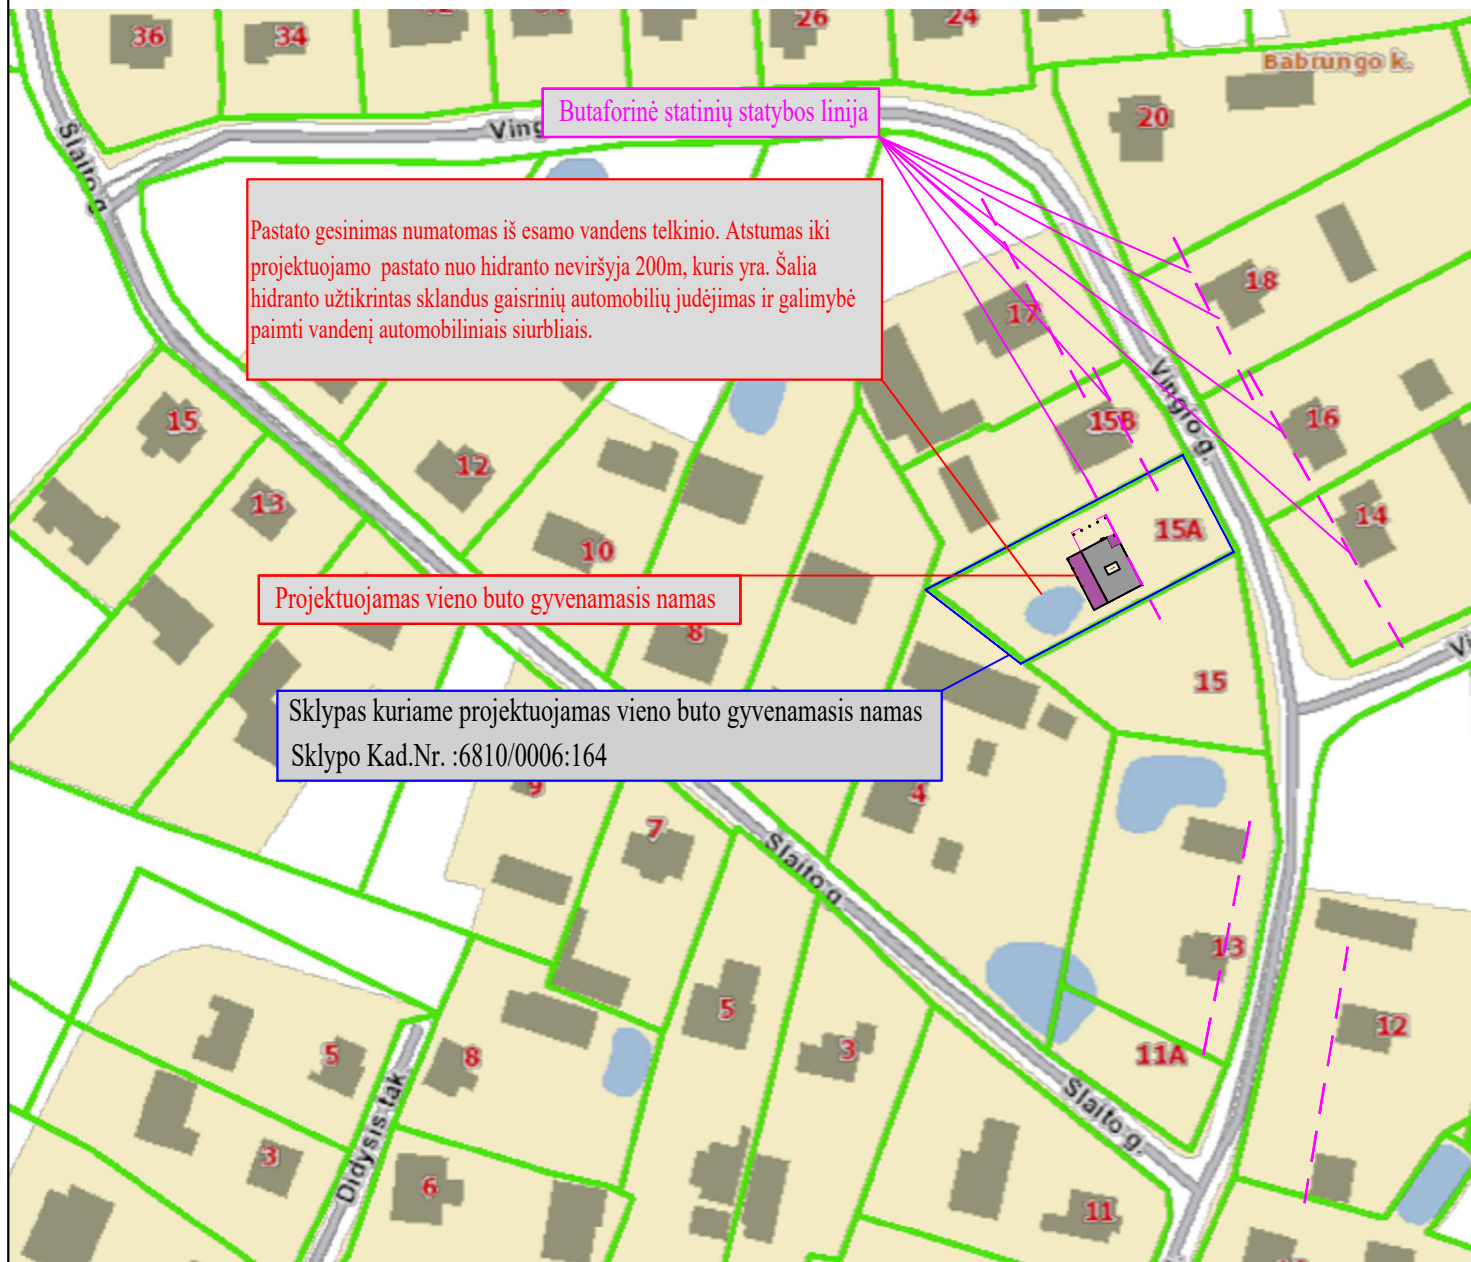 36
34
26
24
Babrungo k.
20
Butaforinė statinių statybos linija
Slaito g.
Pastato gesinimas numatomas iš esamo vandens telkinio. Atstumas iki
projektuojamo pastato nuo hidranto neviršyja 200m, kuris yra. Šalia
hidranto užtikrintas sklandus gaisrinių automobilių judėjimas ir galimybė
paimti vandenį automobiliniais siurbliais.
18
17
Vingio g.
15
15B
16
12
13
14
15A
10
Projektuojamas vieno buto gyvenamasis namas
8
15
Sklypas kuriame projektuojamas vieno buto gyvenamasis namas
Sklypo Kad.Nr. :6810/0006:164
9
4
7
Slaito g.
13
5
12
3
5
8
11A
Didysis tak.
Slaito g.
3
6
11